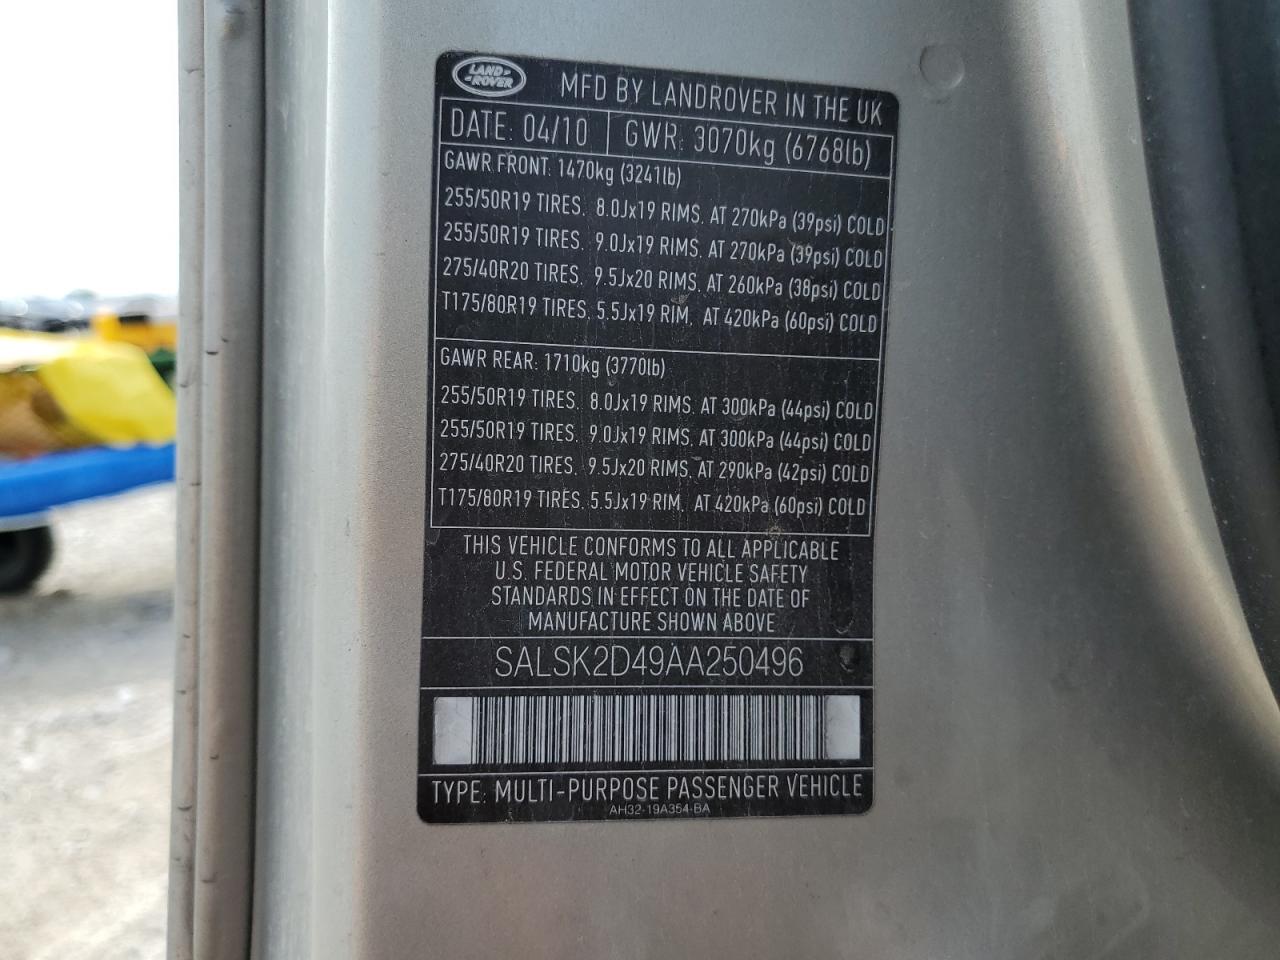 LAND ROVER
MFD BY LANDROVER IN THE UK
DATE: 04/10 GWR: 3070kg (6768lb)
GAWR FRONT: 1470kg (3241lb)
255/50R19 TIRES, 8.0Jx19 RIMS, AT 270kPa (39psi) COLD
255/50R19 TIRES, 9.0Jx19 RIMS, AT 270kPa (39psi) COLD
275/40R20 TIRES, 9.5Jx20 RIMS, AT 260kPa (38psi) COLD
T175/80R19 TIRES, 5.5Jx19 RIM, AT 420kPa (60psi) COLD
GAWR REAR: 1710kg (3770lb)
255/50R19 TIRES, 8.0Jx19 RIMS, AT 300kPa (44psi) COLD
255/50R19 TIRES, 9.0Jx19 RIMS, AT 300kPa (44psi) COLD
275/40R20 TIRES, 9.5Jx20 RIMS, AT 290kPa (42psi) COLD
T175/80R19 TIRES, 5.5Jx19 RIM, AT 420kPa (60psi) COLD
THIS VEHICLE CONFORMS TO ALL APPLICABLE
U.S. FEDERAL MOTOR VEHICLE SAFETY
STANDARDS IN EFFECT ON THE DATE OF
MANUFACTURE SHOWN ABOVE
SALSK2D49AA250496
TYPE: MULTI-PURPOSE PASSENGER VEHICLE
AH32-19A354-BA